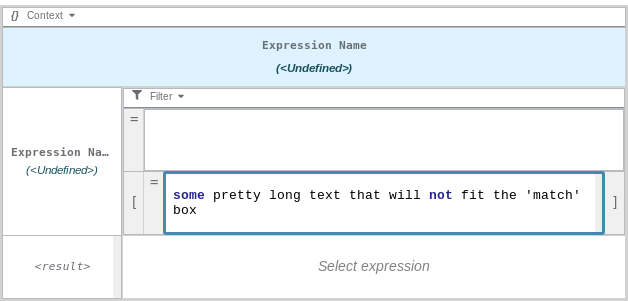 {} Context
Expression Name
(<Undefined>)
Filter
=
Expression Na…
(<Undefined>)
[ = some pretty long text that will not fit the 'match' ]
box
<result>
Select expression